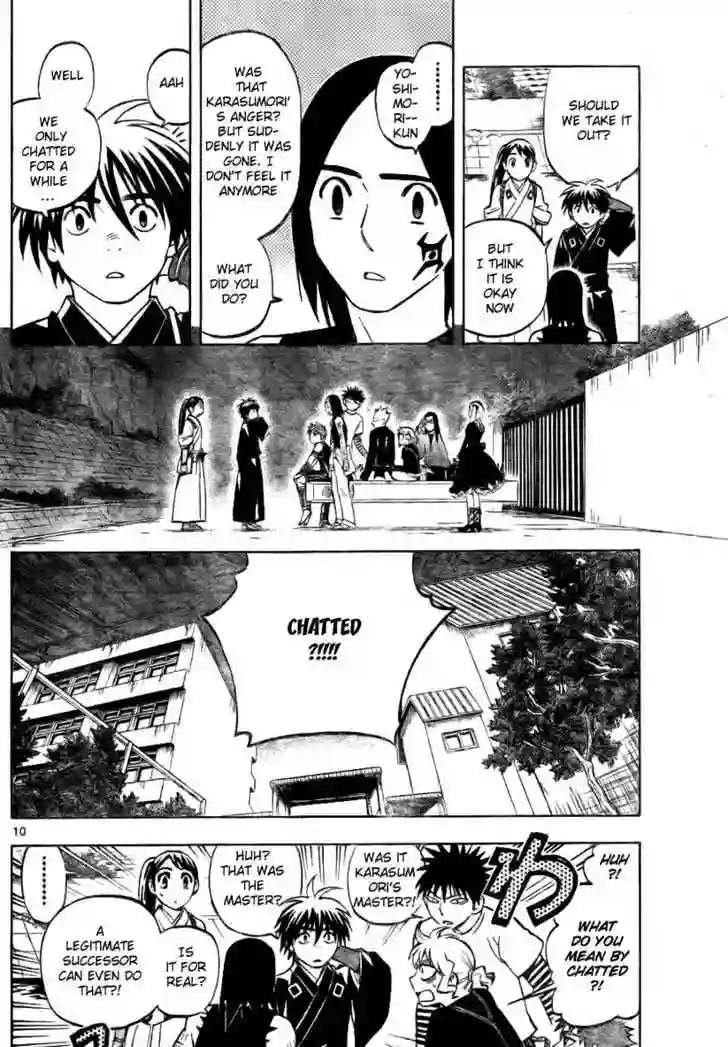 SHOULD
WE TAKE IT
OUT?
BUT
I THINK
IT IS
OKAY
NOW
.........
YO-
SHI-
MO-
RI--
KUN
WAS
THAT
KARASUMORI'
S ANGER?
BUT SUD-
DENLY IT WAS
GONE. I
DON'T FEEL IT
ANYMORE
WHAT
DID YOU
DO?
AAH
WELL
WE
ONLY
CHATTED
FOR A
WHILE
...
CHATTED
?!!!!
10
HUH
?!
WHAT
DO YOU
MEAN BY
CHATTED
?!
わ
WAS IT
KARASUM
ORI'S
MASTER?!
HUH?
THAT WAS
THE
MASTER?
IS
IT FOR
REAL?
.........
A
LEGITIMATE
SUCCESSOR
CAN EVEN DO
THAT?!